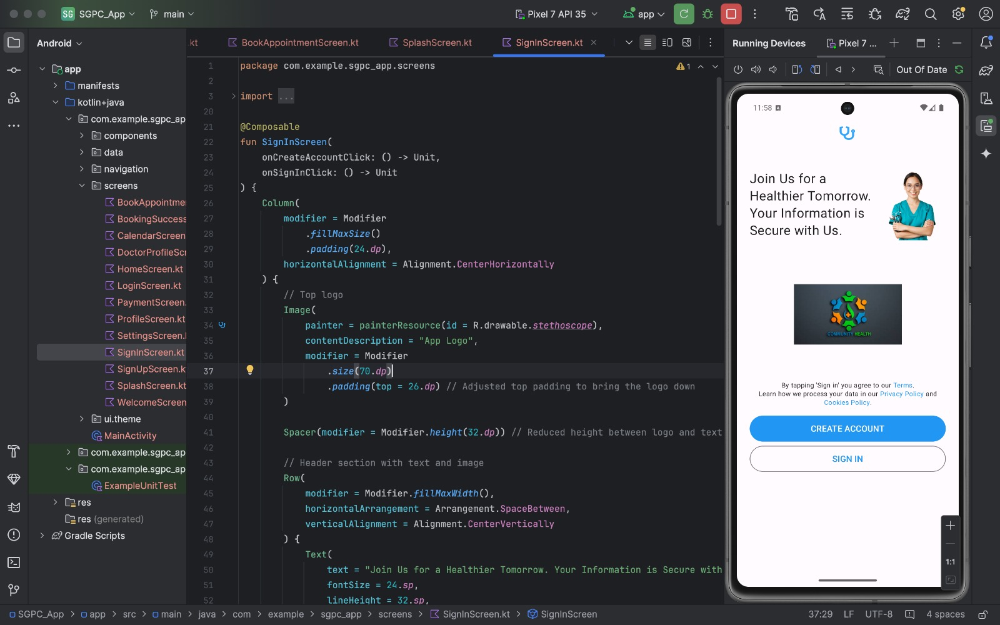 SG SGPC_App main Pixel 7 API 35 app
Android
app
manifests
kotlin+java
com.example.sgpc_ap
components
data
navigation
screens
BookAppointme
BookingSuccess
CalendarScreen
DoctorProfileScr
HomeScreen.kt
LoginScreen.kt
PaymentScreen.
ProfileScreen.kt
SettingsScreen.
SignInScreen.kt
SignUpScreen.k
SplashScreen.kt
WelcomeScreen
ui.theme
MainActivity
com.example.sgpc_ap
com.example.sgpc_ap
ExampleUnitTest
res
res (generated)
Gradle Scripts
kt BookAppointmentScreen.kt SplashScreen.kt SignInScreen.kt
1 package com.example.sgpc_app.screens 1
2
3 import ...
20
21 @Composable
22 fun SignInScreen(
23 onCreateAccountClick: () -> Unit,
24 onSignInClick: () -> Unit
25 ) {
26 Column(
27 modifier = Modifier
28 .fillMaxSize()
29 .padding(24.dp),
30 horizontalAlignment = Alignment.CenterHorizontally
31 ) {
32 // Top logo
33 Image(
34 painter = painterResource(id = R.drawable.stethoscope),
35 contentDescription = "App Logo",
36 modifier = Modifier
37 .size(70.dp)
38 .padding(top = 26.dp) // Adjusted top padding to bring the logo down
39 )
40
41 Spacer(modifier = Modifier.height(32.dp)) // Reduced height between logo and text
42
43 // Header section with text and image
44 Row(
45 modifier = Modifier.fillMaxWidth(),
46 horizontalArrangement = Arrangement.SpaceBetween,
47 verticalAlignment = Alignment.CenterVertically
48 ) {
49 Text(
50 text = "Join Us for a Healthier Tomorrow. Your Information is Secure with
51 fontSize = 24.sp,
52 lineHeight = 32.sp,
Running Devices Pixel 7 ...
Out Of Date
11:58
Join Us for a
Healthier Tomorrow.
Your Information is
Secure with Us.
COMMUNITY HEALTH
By tapping 'Sign in' you agree to our Terms.
Learn how we process your data in our Privacy Policy and
Cookies Policy.
CREATE ACCOUNT
SIGN IN
1:1
SGPC_App app src main java com example sgpc_app screens SignInScreen.kt SignInScreen 37:29 LF UTF-8 4 spaces